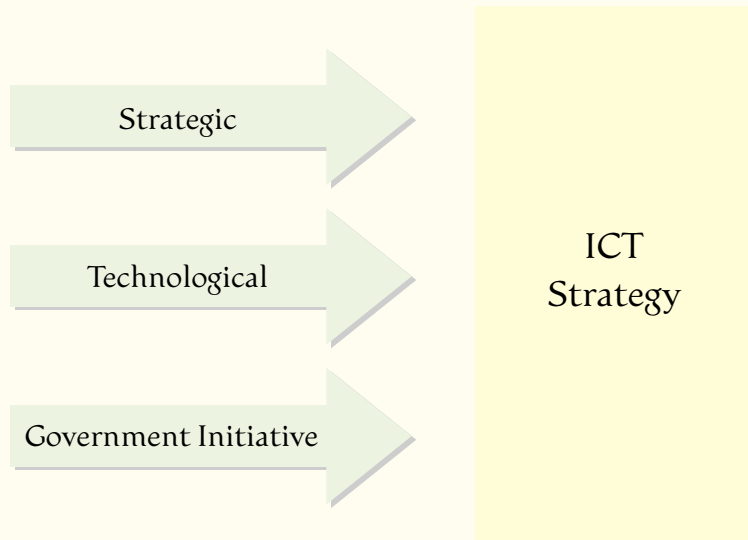 Strategic
Technological
Government Initiative
ICT
Strategy